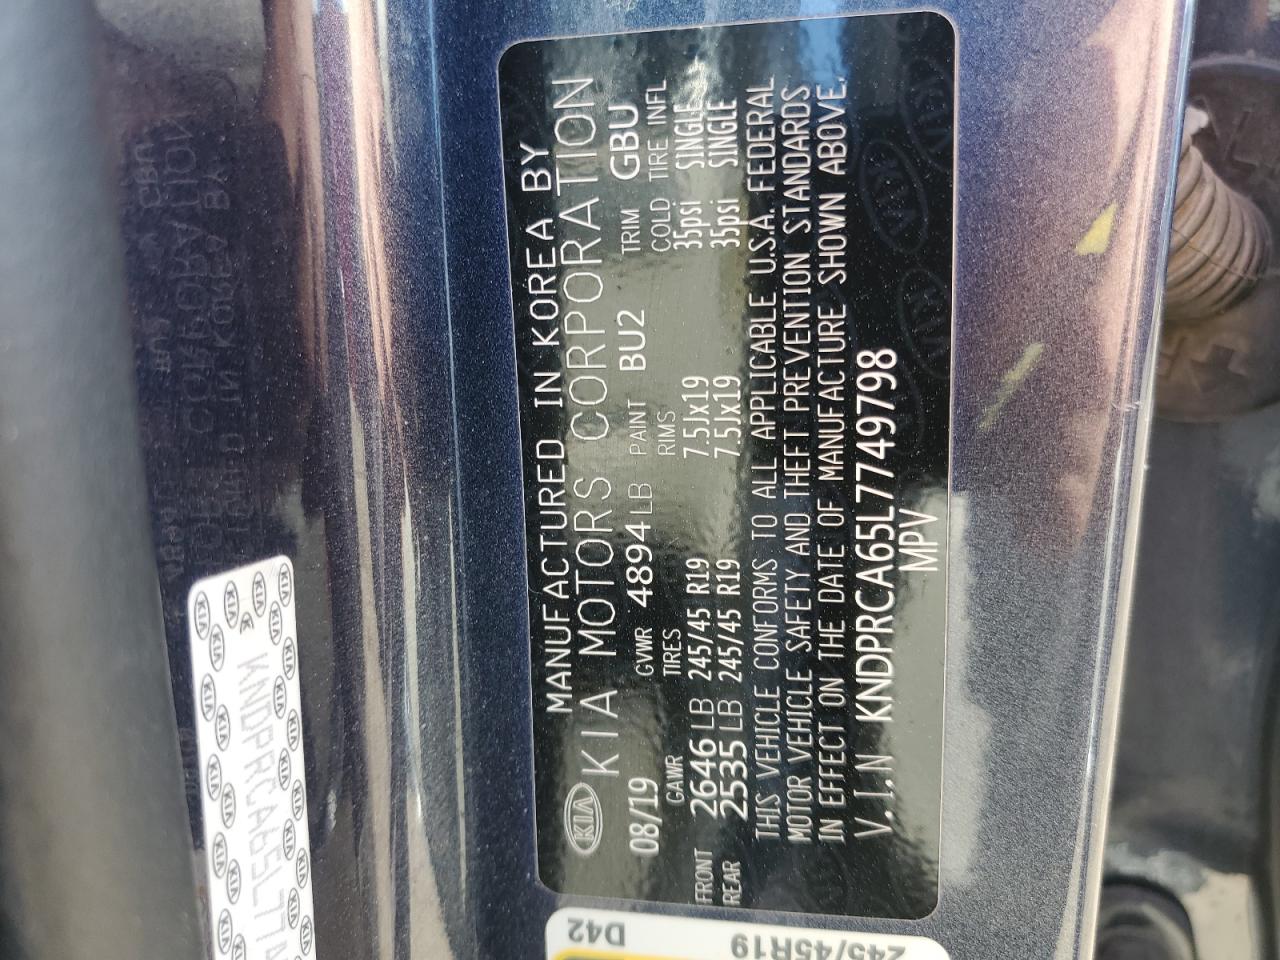 MANUFACTURED IN KOREA BY
KIA KIA MOTORS CORPORATION
08/19 GVWR 4894 LB PAINT BU2 TRIM GBU
GAWR TIRES RIMS COLD TIRE INFL
FRONT 2646 LB 245/45 R19 7.5Jx19 35psi SINGLE
REAR 2535 LB 245/45 R19 7.5Jx19 35psi SINGLE
THIS VEHICLE CONFORMS TO ALL APPLICABLE U.S.A. FEDERAL
MOTOR VEHICLE SAFETY AND THEFT PREVENTION STANDARDS
IN EFFECT ON THE DATE OF MANUFACTURE SHOWN ABOVE.
V.I.N KNDPRCA65L7749798
MPV
D42
245/45R19
KNDPRCA65L77